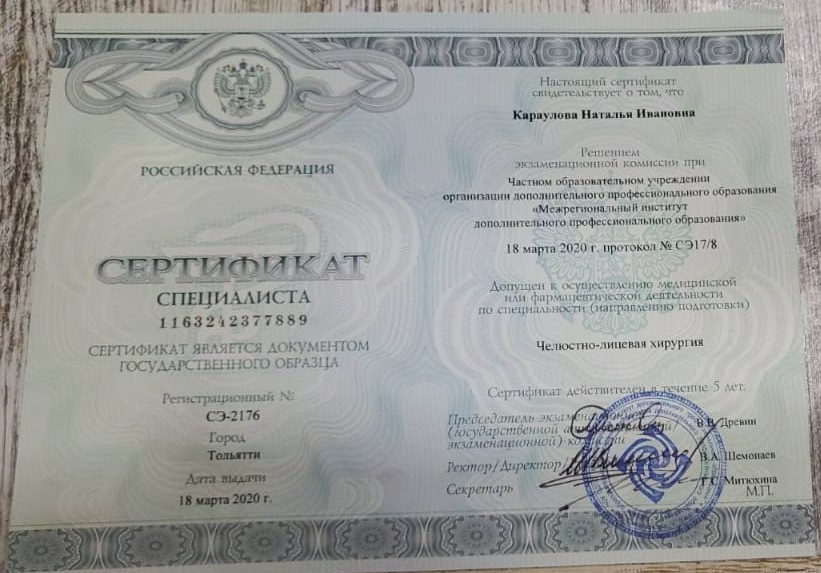 РОССИЙСКАЯ ФЕДЕРАЦИЯ
СЕРТИФИКАТ
СПЕЦИАЛИСТА
1163242377889
СЕРТИФИКАТ ЯВЛЯЕТСЯ ДОКУМЕНТОМ
ГОСУДАРСТВЕННОГО ОБРАЗЦА
Регистрационный №
СЭ-2176
Город
Тольятти
Дата выдачи
18 марта 2020 г.
Настоящий сертификат
свидетельствует о том, что
Караулова Наталья Ивановна
Решением
экзаменационной комиссии при
Частном образовательном учреждении
организации дополнительного профессионального образования
«Межрегиональный институт
дополнительного профессионального образования»
18 марта 2020 г. протокол № СЭ17/8
Допущен к осуществлению медицинской
или фармацевтической деятельности
по специальности (направлению подготовки)
Челюстно-лицевая хирургия
Сертификат действителен в течение 5 лет.
Председатель экзаменационной
(государственной
экзаменационной) комиссии
В.В. Древин
Ректор/Директор
В.А. Шемонаев
Секретарь
Т.С. Митюхина
М.П.